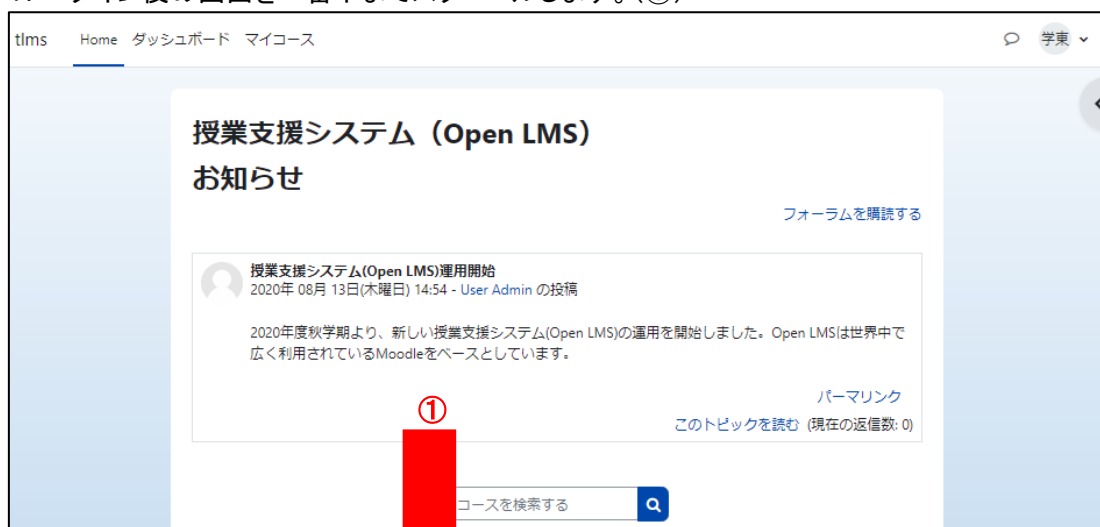 tlms Home ダッシュボード マイコース 学東
授業支援システム（Open LMS）
お知らせ
フォーラムを購読する
授業支援システム(Open LMS)運用開始
2020年 08月 13日(木曜日) 14:54 - User Admin の投稿
2020年度秋学期より、新しい授業支援システム(Open LMS)の運用を開始しました。Open LMSは世界中で
広く利用されているMoodleをベースとしています。
パーマリンク
①
このトピックを読む (現在の返信数: 0)
コースを検索する